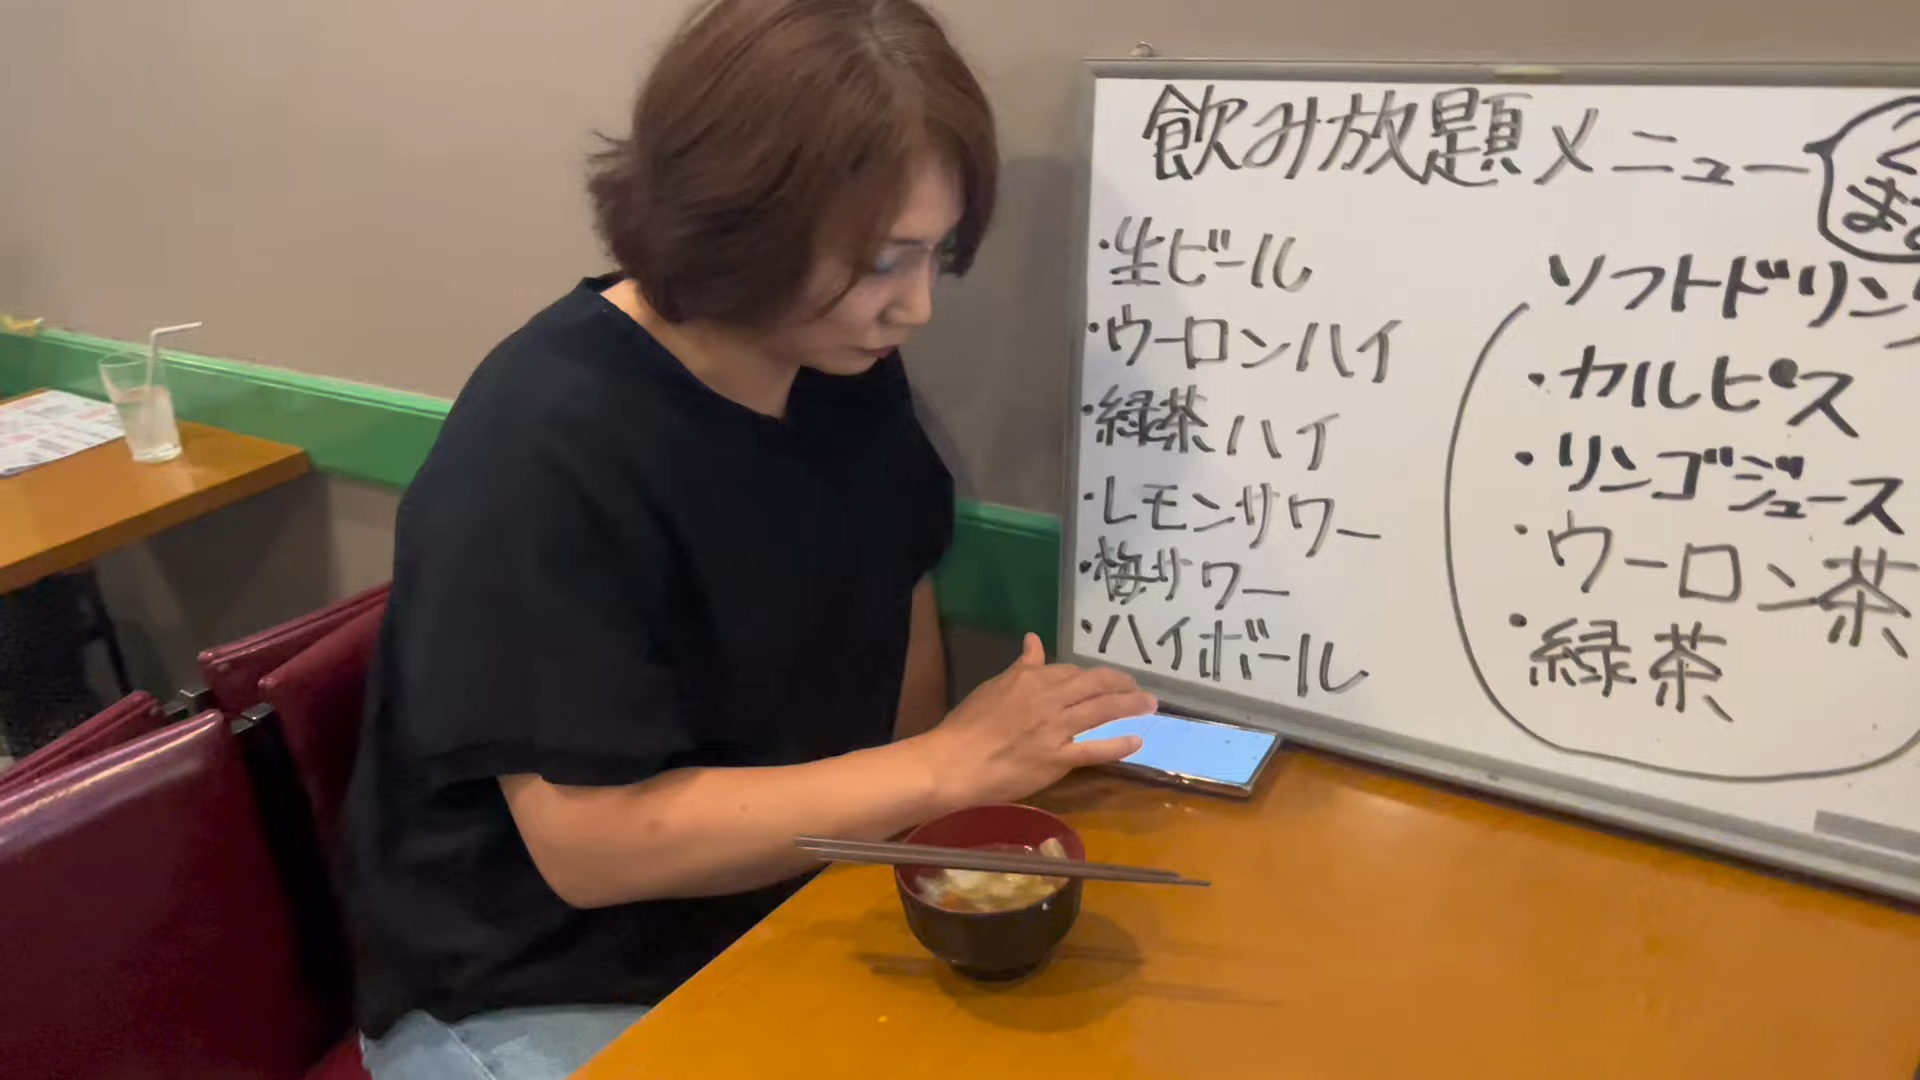 飲み放題メニュー
・生ビール
・ウーロンハイ
・緑茶ハイ
・レモンサワー
・梅サワー
・ハイボール
ソフトドリンク
・カルピス
・リンゴジュース
・ウーロン茶
・緑茶